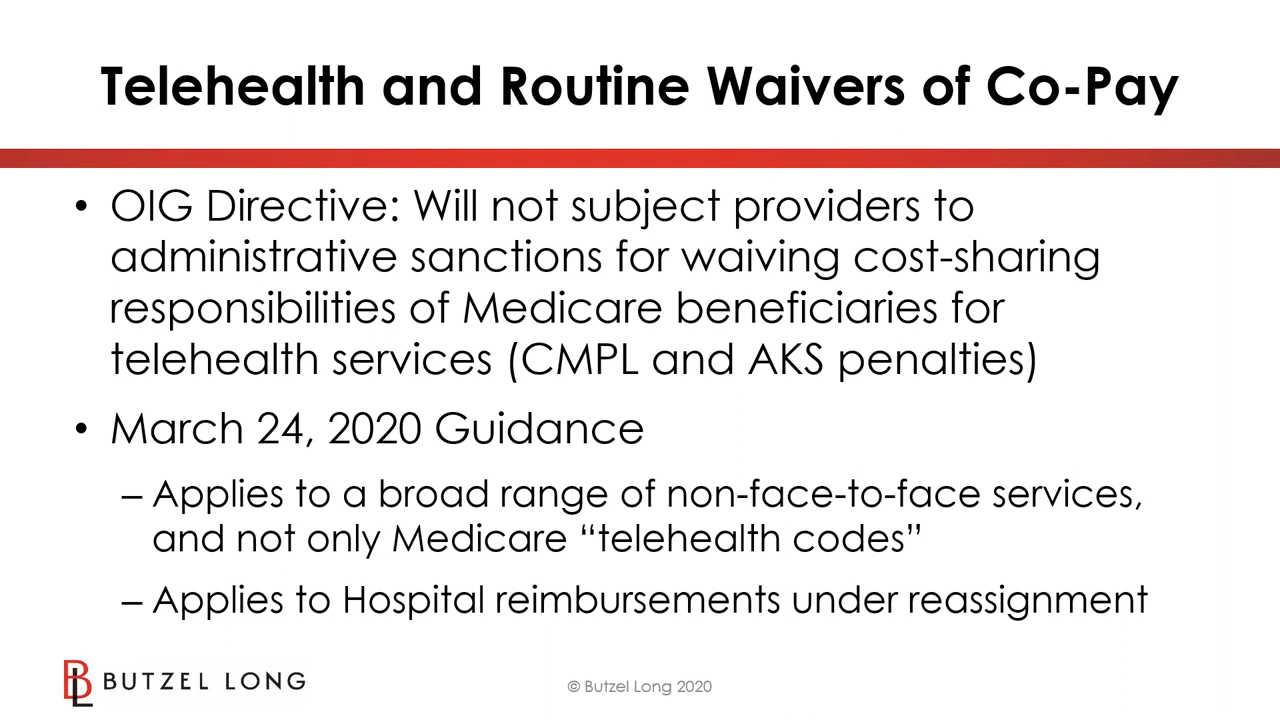 Telehealth and Routine Waivers of Co-Pay
• OIG Directive: Will not subject providers to
administrative sanctions for waiving cost-sharing
responsibilities of Medicare beneficiaries for
telehealth services (CMPL and AKS penalties)
• March 24, 2020 Guidance
– Applies to a broad range of non-face-to-face services,
and not only Medicare “telehealth codes”
– Applies to Hospital reimbursements under reassignment
BL BUTZEL LONG
© Butzel Long 2020